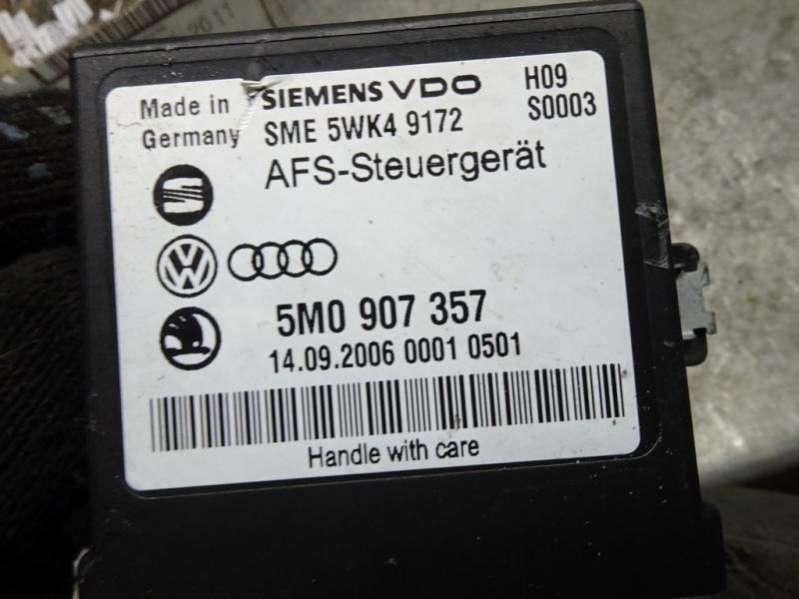 2011
Made in
Germany
SIEMENS VDO
SME 5WK4 9172
H09
S0003
AFS-Steuergerät
5M0 907 357
14.09.2006 0001 0501
Handle with care